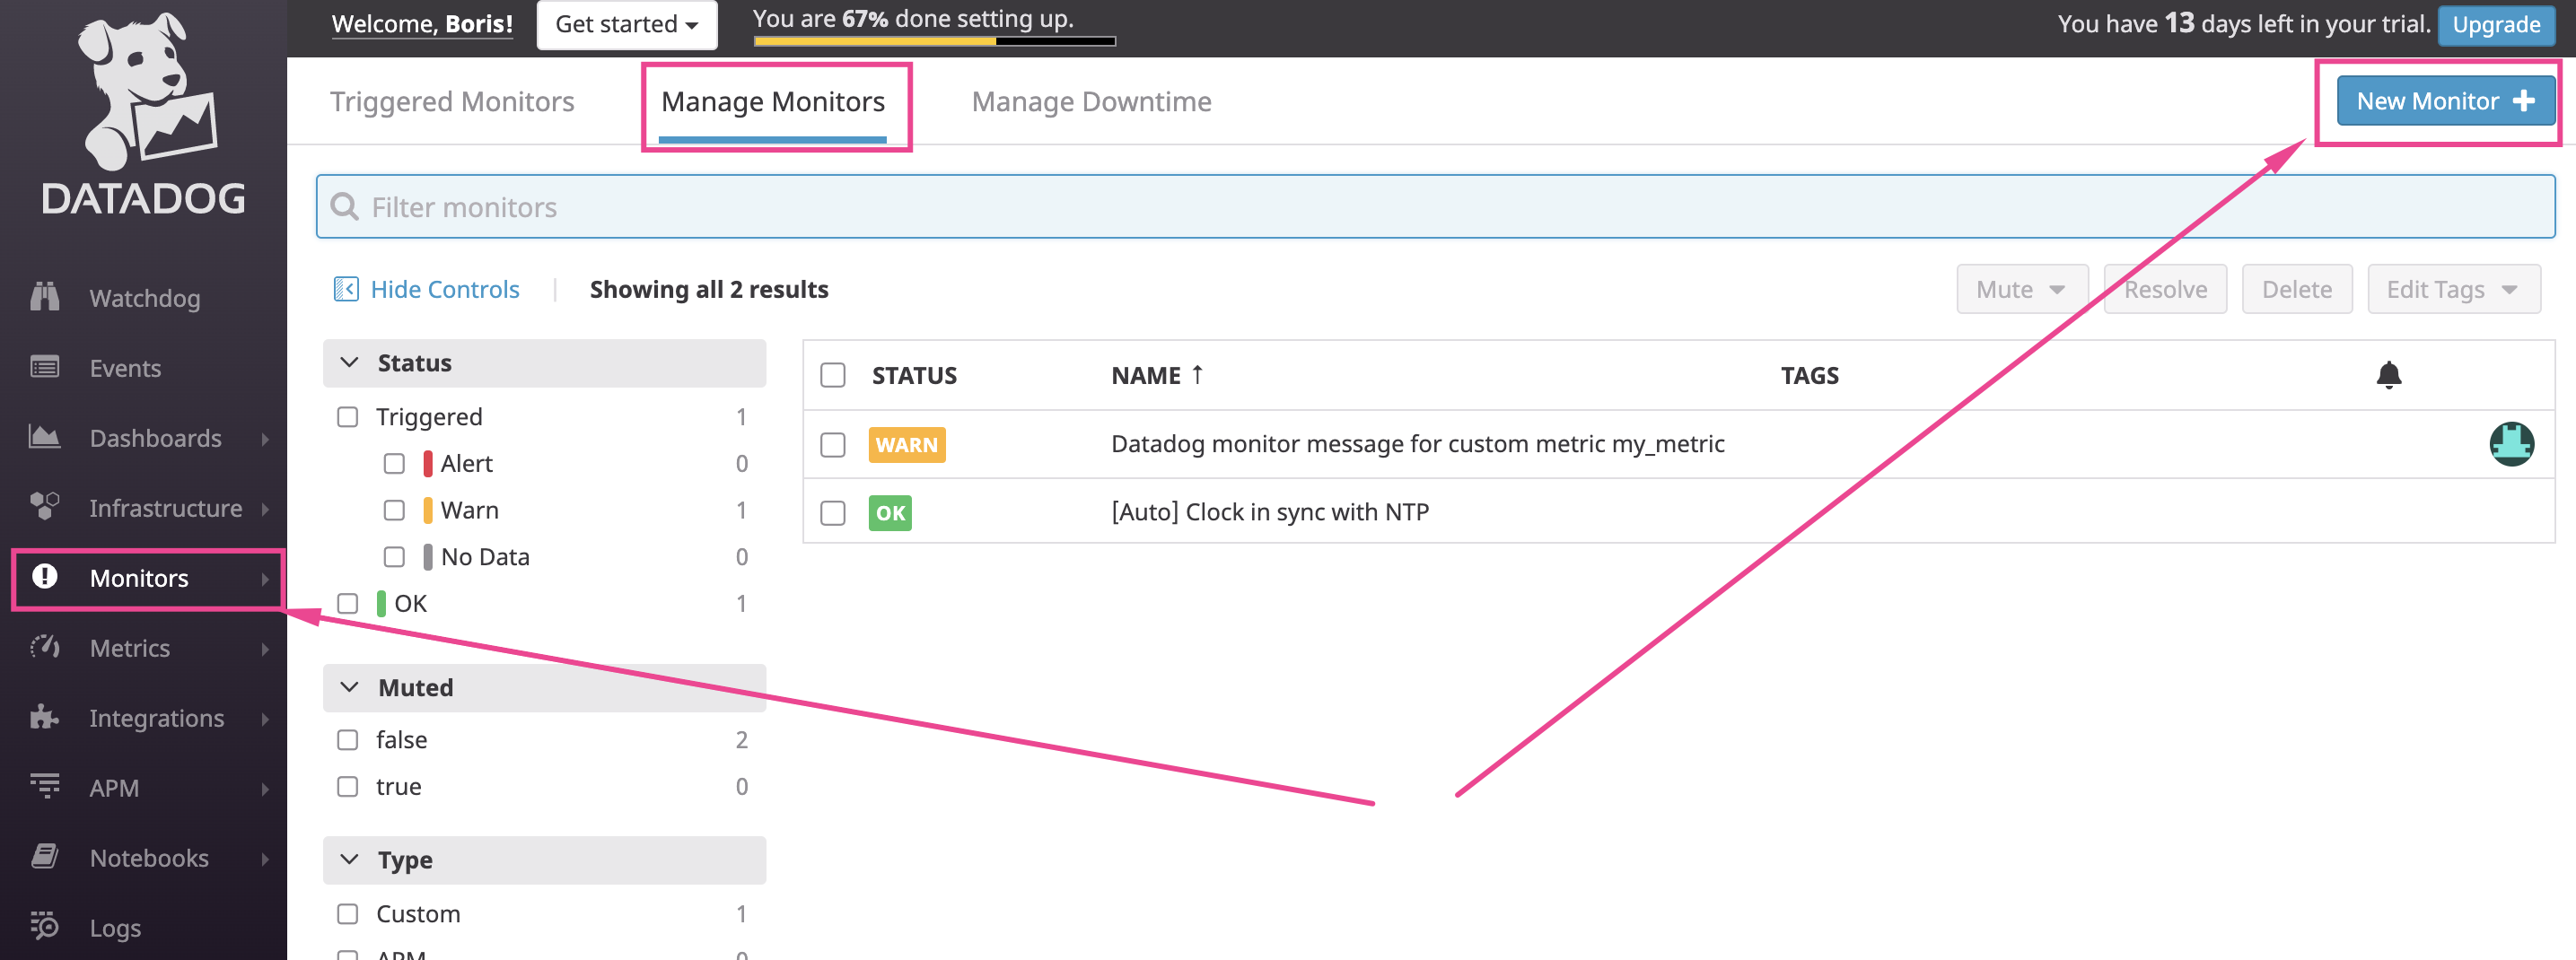 DATADOG
Watchdog
Events
Dashboards
Infrastructure
Monitors
Metrics
Integrations
APM
Notebooks
Logs
Welcome, Boris!
Get started
You are 67% done setting up.
You have 13 days left in your trial.
Upgrade
Triggered Monitors
Manage Monitors
Manage Downtime
New Monitor
Filter monitors
Hide Controls
Showing all 2 results
Mute
Resolve
Delete
Edit Tags
Status
Triggered 1
Alert 0
Warn 1
No Data 0
OK 1
Muted
false 2
true 0
Type
Custom 1
APM 0
STATUS NAME ↑ TAGS
WARN Datadog monitor message for custom metric my_metric
OK [Auto] Clock in sync with NTP